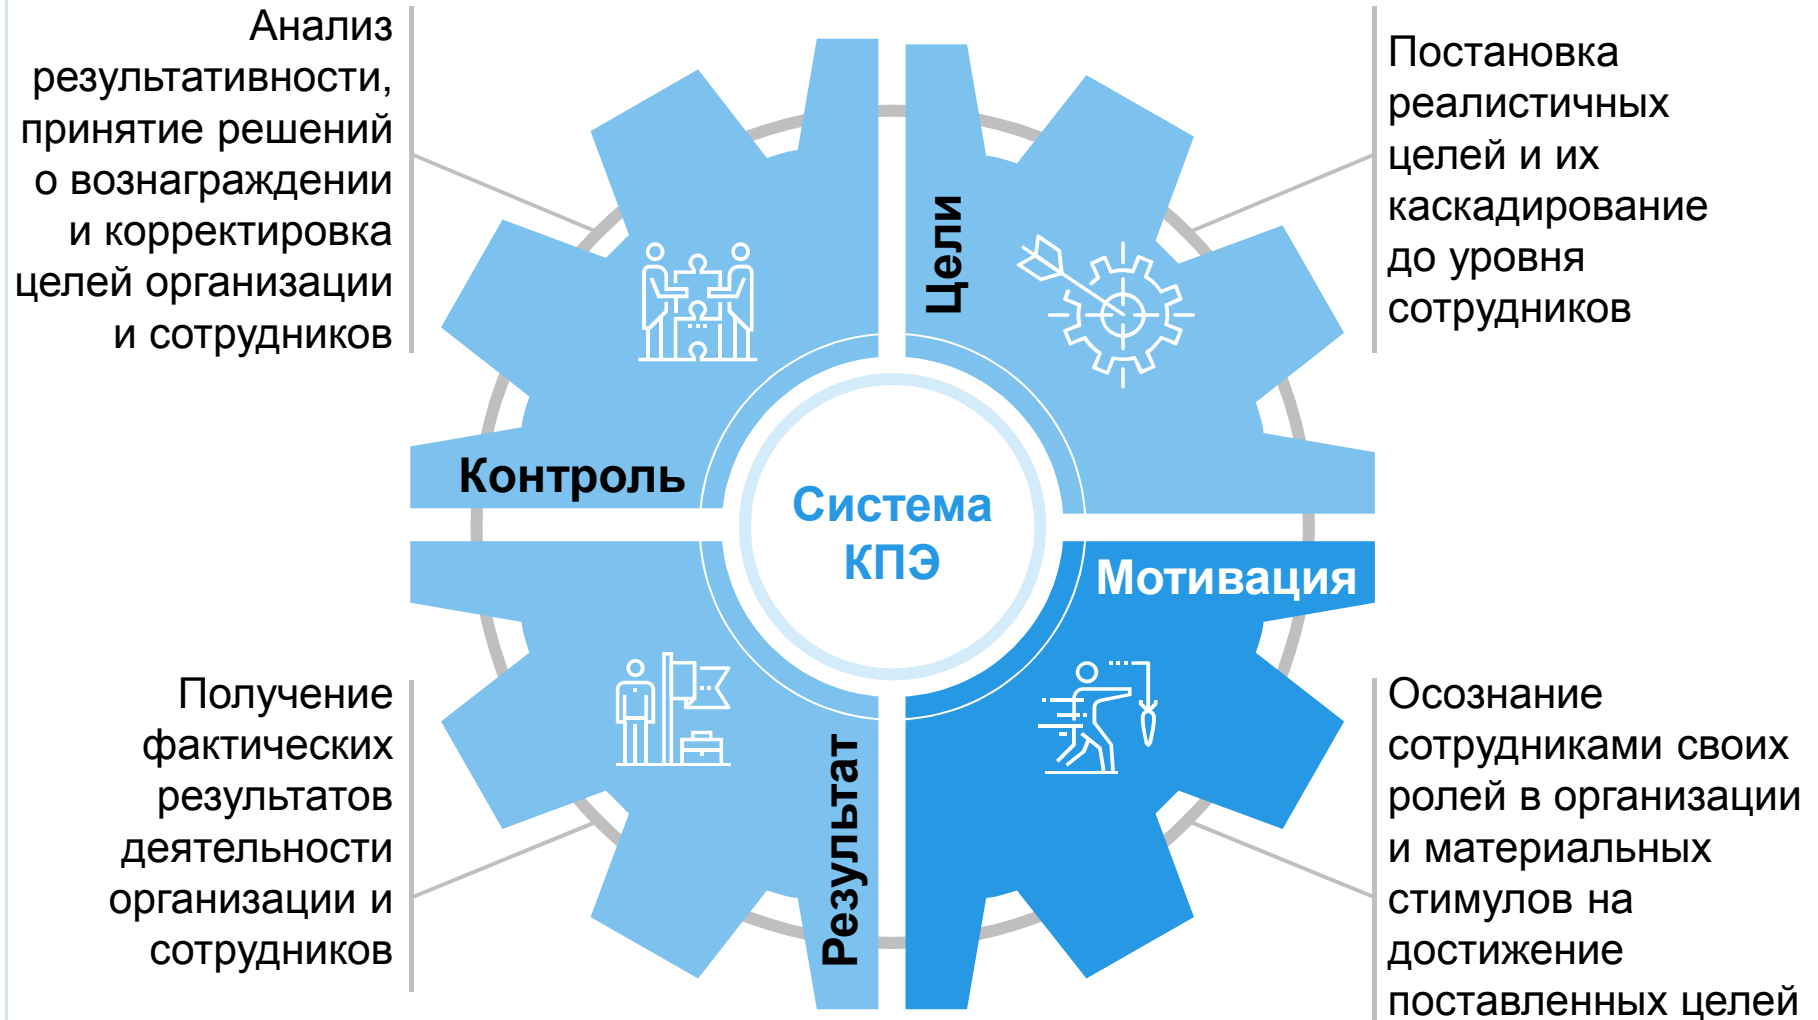 Анализ
результативности,
принятие решений
о вознаграждении
и корректировка
целей организации
и сотрудников
Постановка
реалистичных
целей и их
каскадирование
до уровня
сотрудников
Цели
Контроль
Система
КПЭ
Мотивация
Результат
Получение
фактических
результатов
деятельности
организации и
сотрудников
Осознание
сотрудниками своих
ролей в организации
и материальных
стимулов на
достижение
поставленных целей